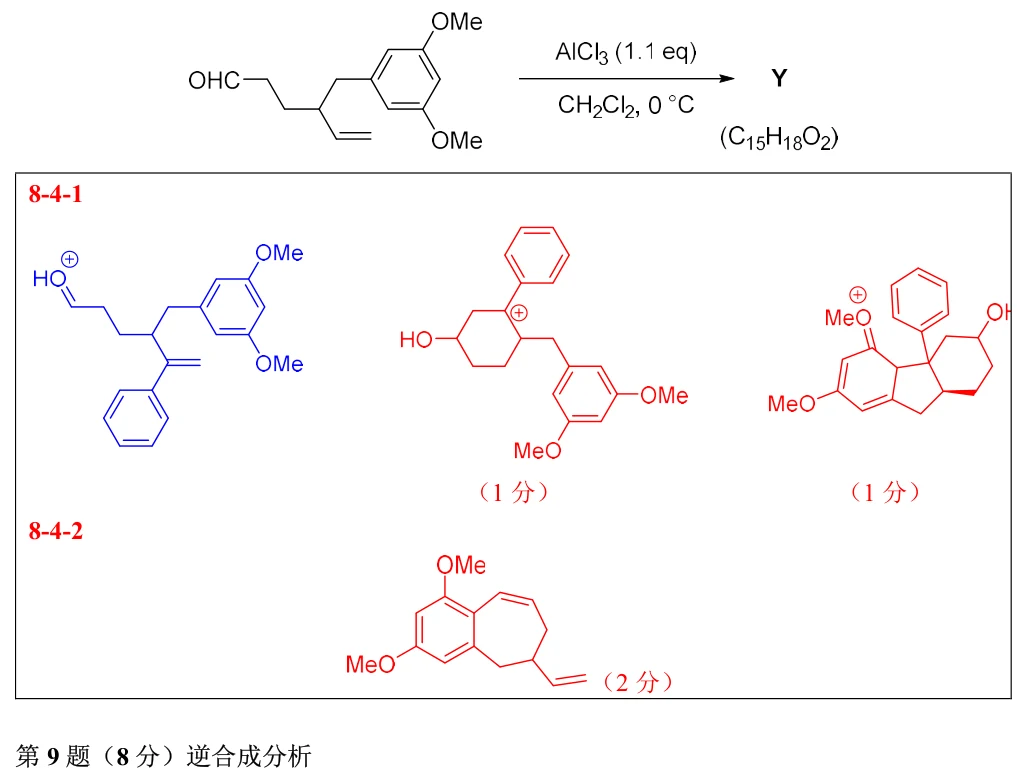 OMe
OHC
OMe
AlCl₃ (1.1 eq)
CH₂Cl₂, 0 °C
Y
(C₁₅H₁₈O₂)
8-4-1
HO
⊕
OMe
OMe
HO
⊕
OMe
MeO
(1 分)
⊕
MeO
MeO
OH
(1 分)
8-4-2
OMe
MeO
(2 分)
第 9 题（8 分）逆合成分析